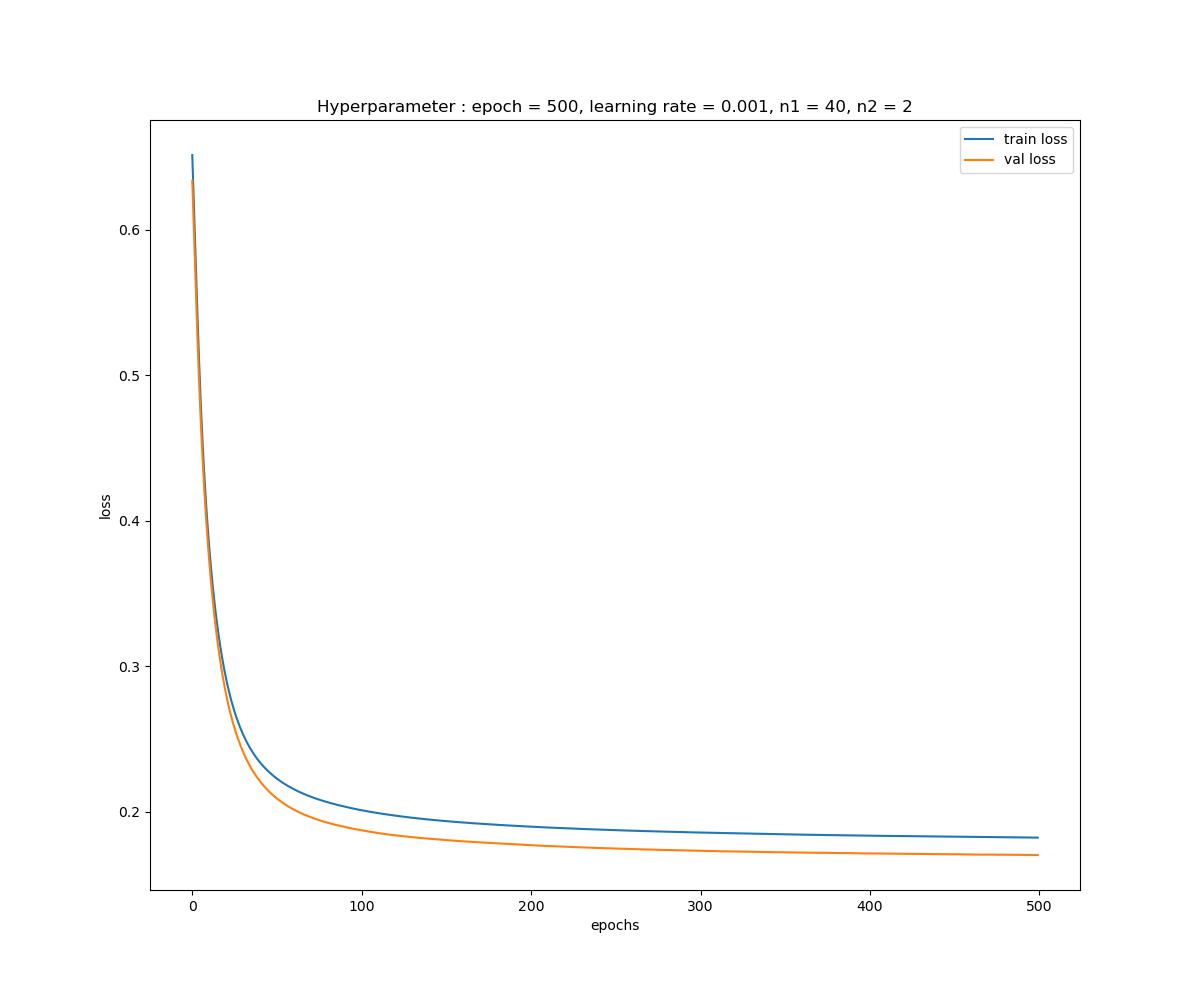 Hyperparameter : epoch = 500, learning rate = 0.001, n1 = 40, n2 = 2
train loss
val loss
0.6
0.5
0.4
0.3
0.2
loss
0 100 200 300 400 500
epochs